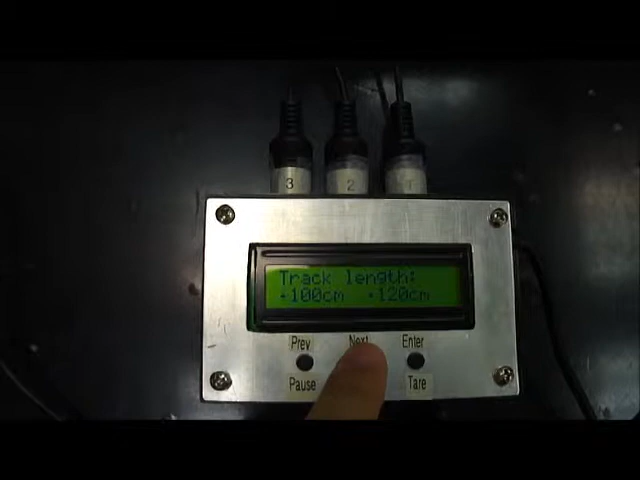 3 2 1
Track length:
100cm 120cm
Prev Next Enter
Pause Tare